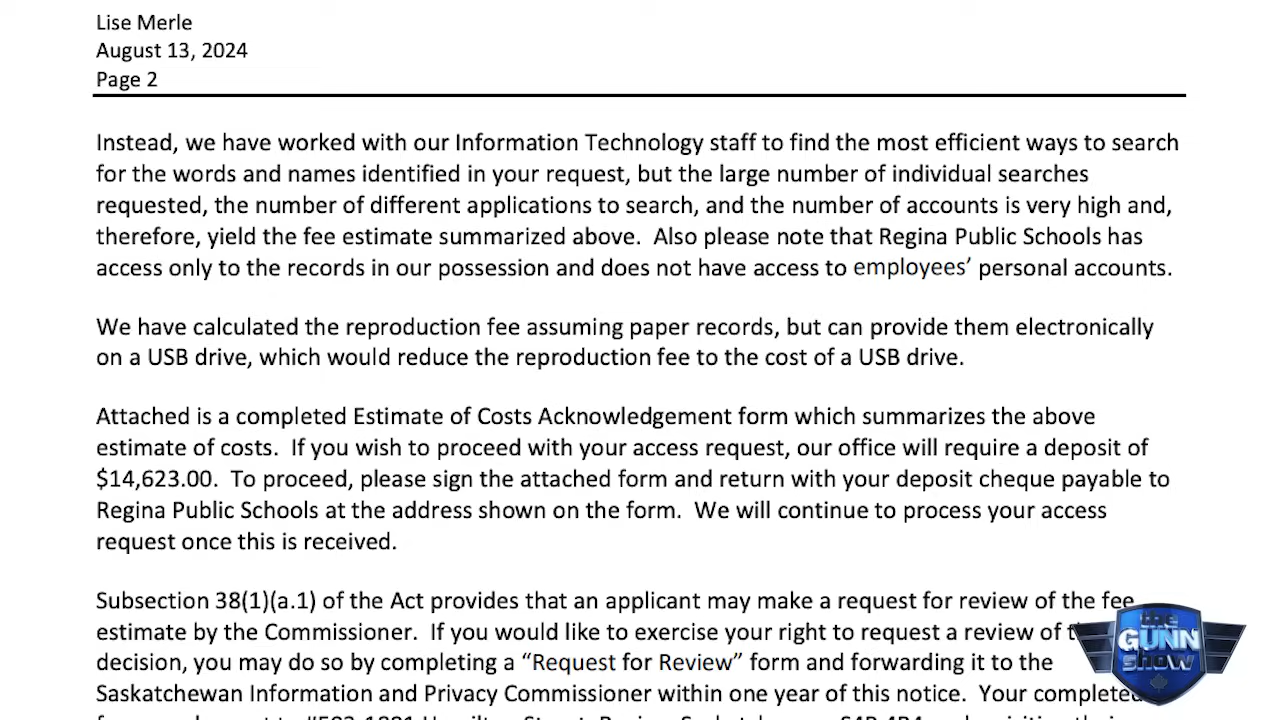 Lise Merle
August 13, 2024
Page 2
Instead, we have worked with our Information Technology staff to find the most efficient ways to search
for the words and names identified in your request, but the large number of individual searches
requested, the number of different applications to search, and the number of accounts is very high and,
therefore, yield the fee estimate summarized above.  Also please note that Regina Public Schools has
access only to the records in our possession and does not have access to employees’ personal accounts.
We have calculated the reproduction fee assuming paper records, but can provide them electronically
on a USB drive, which would reduce the reproduction fee to the cost of a USB drive.
Attached is a completed Estimate of Costs Acknowledgement form which summarizes the above
estimate of costs.  If you wish to proceed with your access request, our office will require a deposit of
$14,623.00.  To proceed, please sign the attached form and return with your deposit cheque payable to
Regina Public Schools at the address shown on the form.  We will continue to process your access
request once this is received.
Subsection 38(1)(a.1) of the Act provides that an applicant may make a request for review of the fee
estimate by the Commissioner.  If you would like to exercise your right to request a review of
decision, you may do so by completing a “Request for Review” form and forwarding it to the
Saskatchewan Information and Privacy Commissioner within one year of this notice.  Your completed
the
GUNN
SHOW